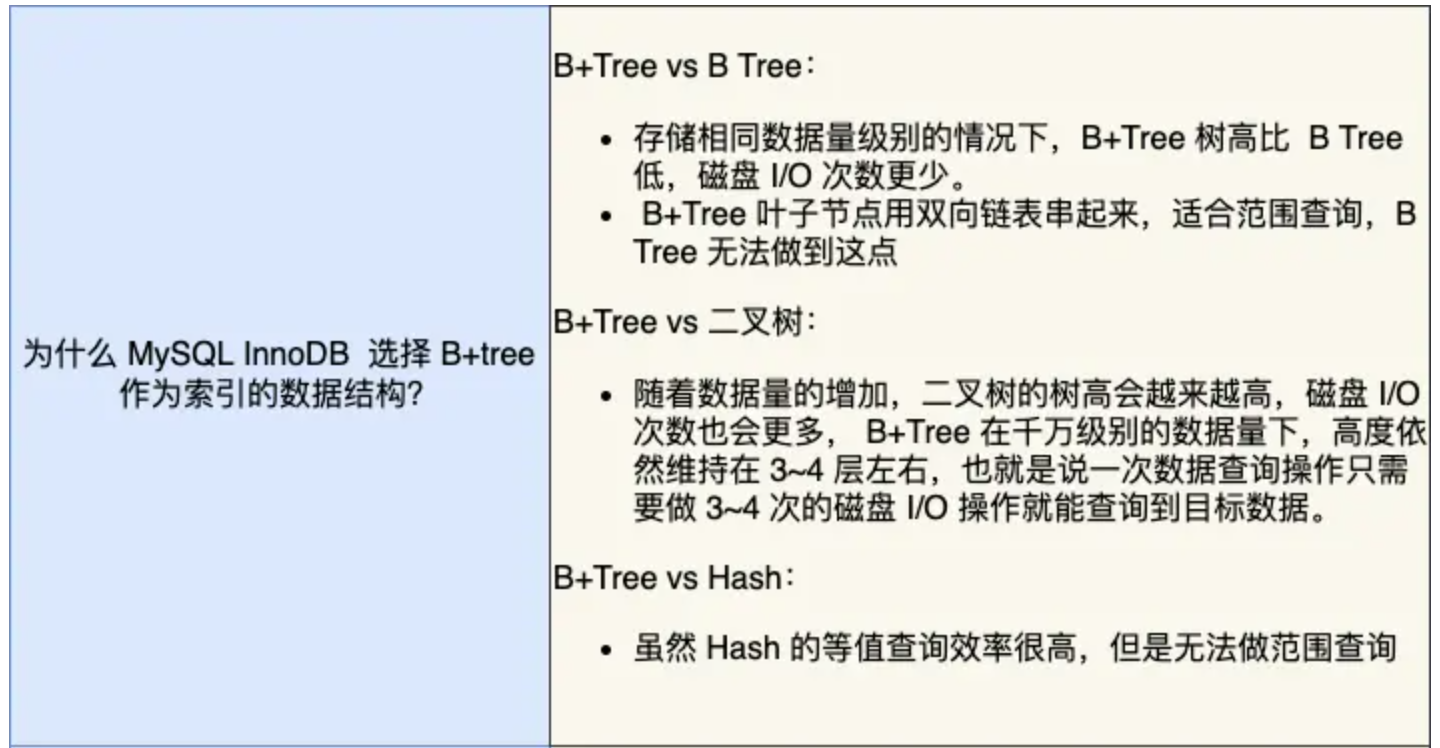 为什么 MySQL InnoDB 选择 B+tree
作为索引的数据结构?
B+Tree vs B Tree：
• 存储相同数据量级别的情况下，B+Tree 树高比 B Tree
低，磁盘 I/O 次数更少。
• B+Tree 叶子节点用双向链表串起来，适合范围查询，B
Tree 无法做到这点
B+Tree vs 二叉树：
• 随着数据量的增加，二叉树的树高会越来越高，磁盘 I/O
次数也会更多， B+Tree 在千万级别的数据量下，高度依
然维持在 3~4 层左右，也就是说一次数据查询操作只需
要做 3~4 次的磁盘 I/O 操作就能查询到目标数据。
B+Tree vs Hash：
• 虽然 Hash 的等值查询效率很高，但是无法做范围查询